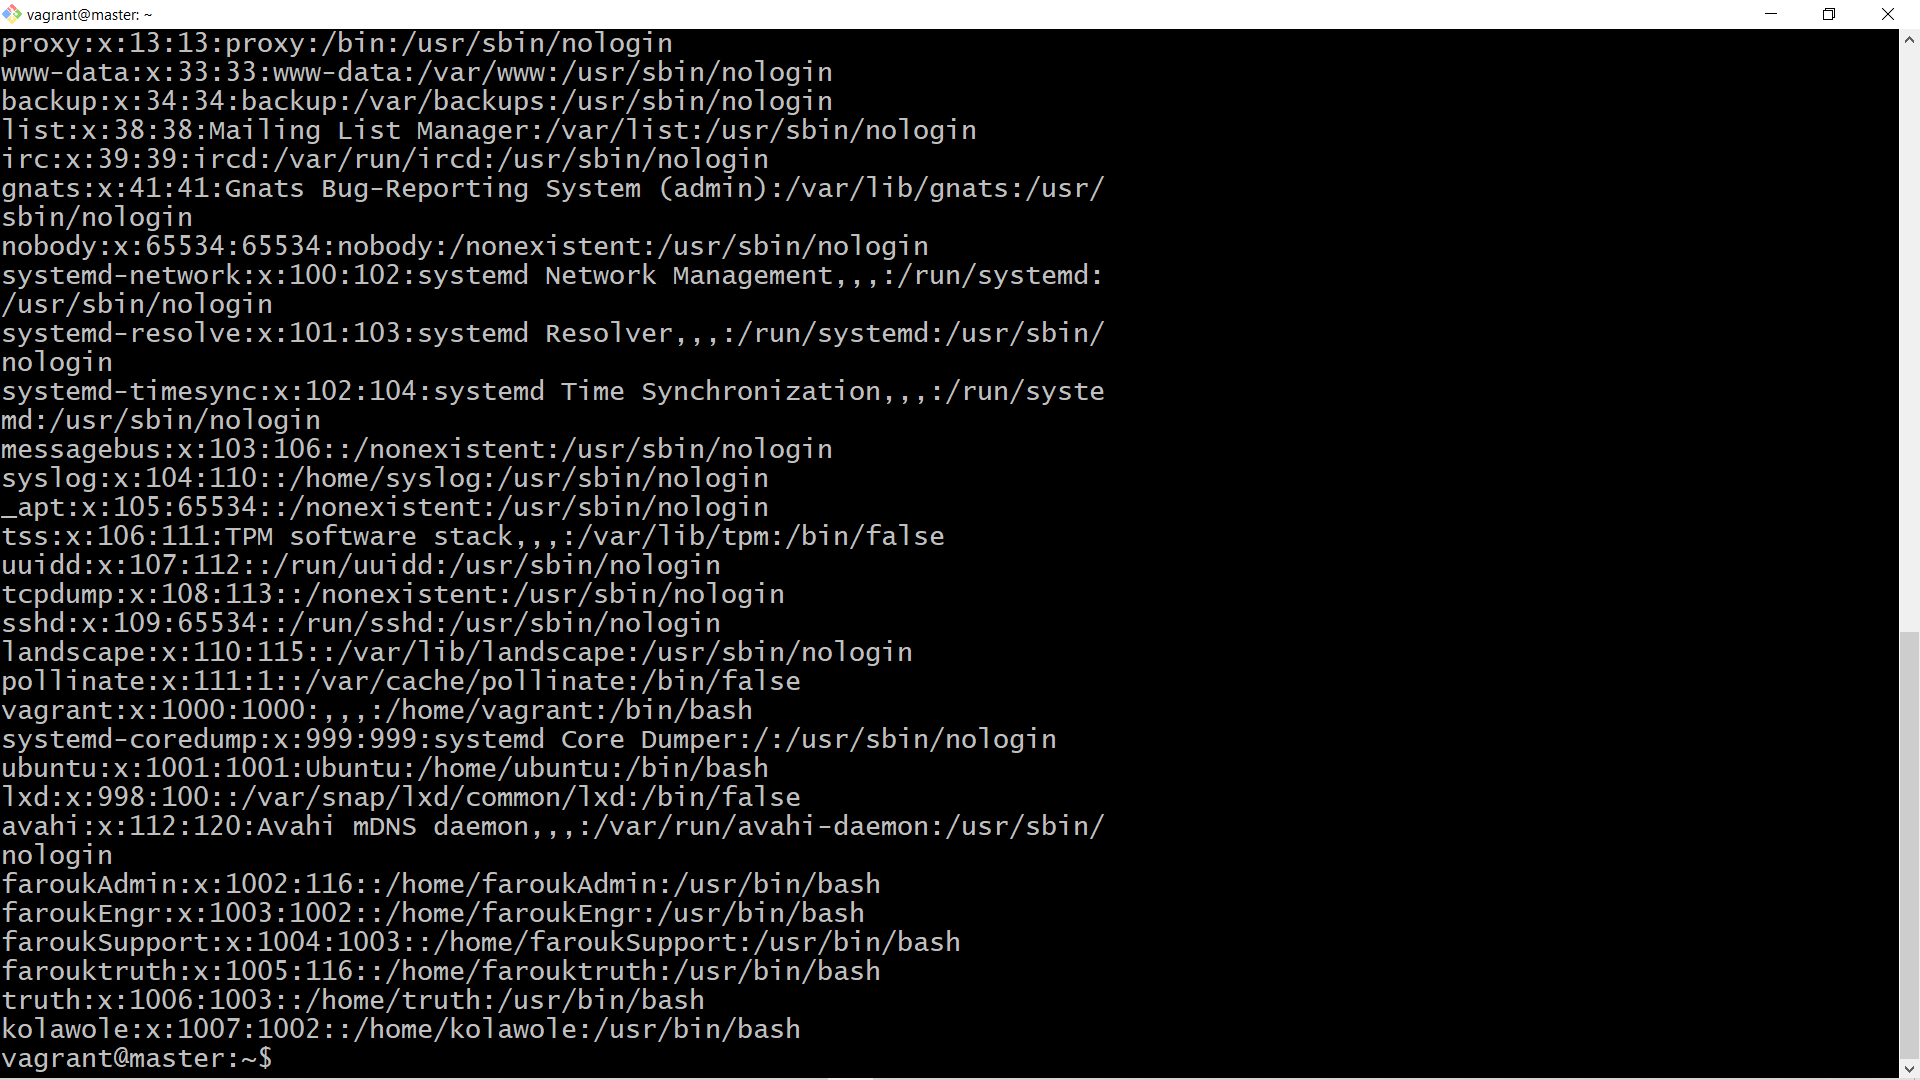 vagrant@master: ~
proxy:x:13:13:proxy:/bin:/usr/sbin/nologin
www-data:x:33:33:www-data:/var/www:/usr/sbin/nologin
backup:x:34:34:backup:/var/backups:/usr/sbin/nologin
list:x:38:38:Mailing List Manager:/var/list:/usr/sbin/nologin
irc:x:39:39:ircd:/var/run/ircd:/usr/sbin/nologin
gnats:x:41:41:Gnats Bug-Reporting System (admin):/var/lib/gnats:/usr/
sbin/nologin
nobody:x:65534:65534:nobody:/nonexistent:/usr/sbin/nologin
systemd-network:x:100:102:systemd Network Management,,,:/run/systemd:
/usr/sbin/nologin
systemd-resolve:x:101:103:systemd Resolver,,,:/run/systemd:/usr/sbin/
nologin
systemd-timesync:x:102:104:systemd Time Synchronization,,,:/run/syste
md:/usr/sbin/nologin
messagebus:x:103:106::/nonexistent:/usr/sbin/nologin
syslog:x:104:110::/home/syslog:/usr/sbin/nologin
_apt:x:105:65534::/nonexistent:/usr/sbin/nologin
tss:x:106:111:TPM software stack,,,:/var/lib/tpm:/bin/false
uuidd:x:107:112::/run/uuidd:/usr/sbin/nologin
tcpdump:x:108:113::/nonexistent:/usr/sbin/nologin
sshd:x:109:65534::/run/sshd:/usr/sbin/nologin
landscape:x:110:115::/var/lib/landscape:/usr/sbin/nologin
pollinate:x:111:1::/var/cache/pollinate:/bin/false
vagrant:x:1000:1000:,,,:/home/vagrant:/bin/bash
systemd-coredump:x:999:999:systemd Core Dumper:/:/usr/sbin/nologin
ubuntu:x:1001:1001:Ubuntu:/home/ubuntu:/bin/bash
lxd:x:998:100::/var/snap/lxd/common/lxd:/bin/false
avahi:x:112:120:Avahi mDNS daemon,,,:/var/run/avahi-daemon:/usr/sbin/
nologin
faroukAdmin:x:1002:116::/home/faroukAdmin:/usr/bin/bash
faroukEngr:x:1003:1002::/home/faroukEngr:/usr/bin/bash
faroukSupport:x:1004:1003::/home/faroukSupport:/usr/bin/bash
farouktruth:x:1005:116::/home/farouktruth:/usr/bin/bash
truth:x:1006:1003::/home/truth:/usr/bin/bash
kolawole:x:1007:1002::/home/kolawole:/usr/bin/bash
vagrant@master:~$